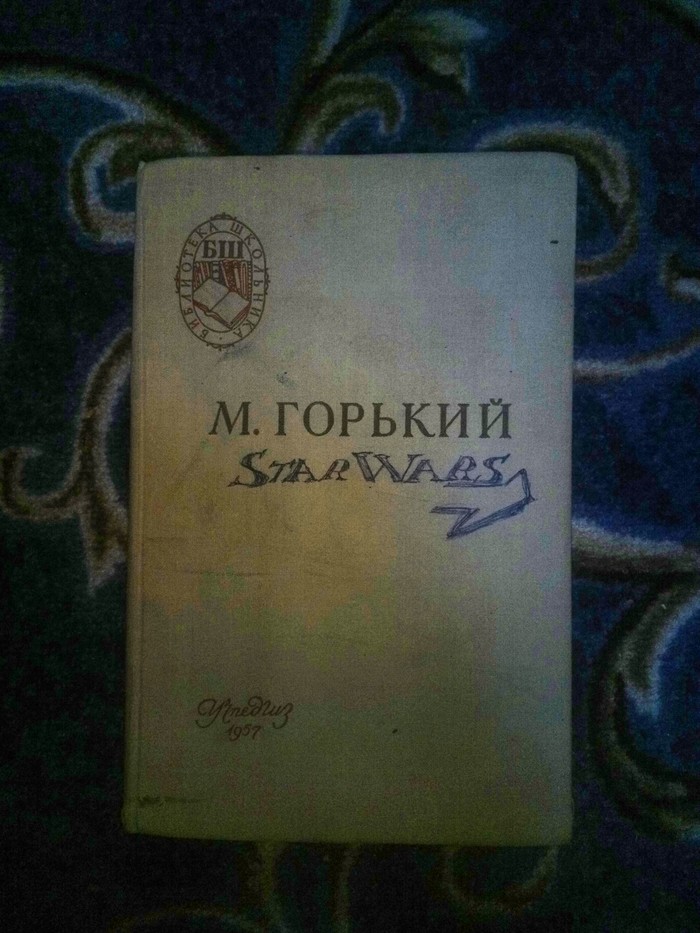 БИБЛИОТЕКА ШКОЛЬНИКА
БШ
М. ГОРЬКИЙ
STAR WARS
Учпедгиз
1957